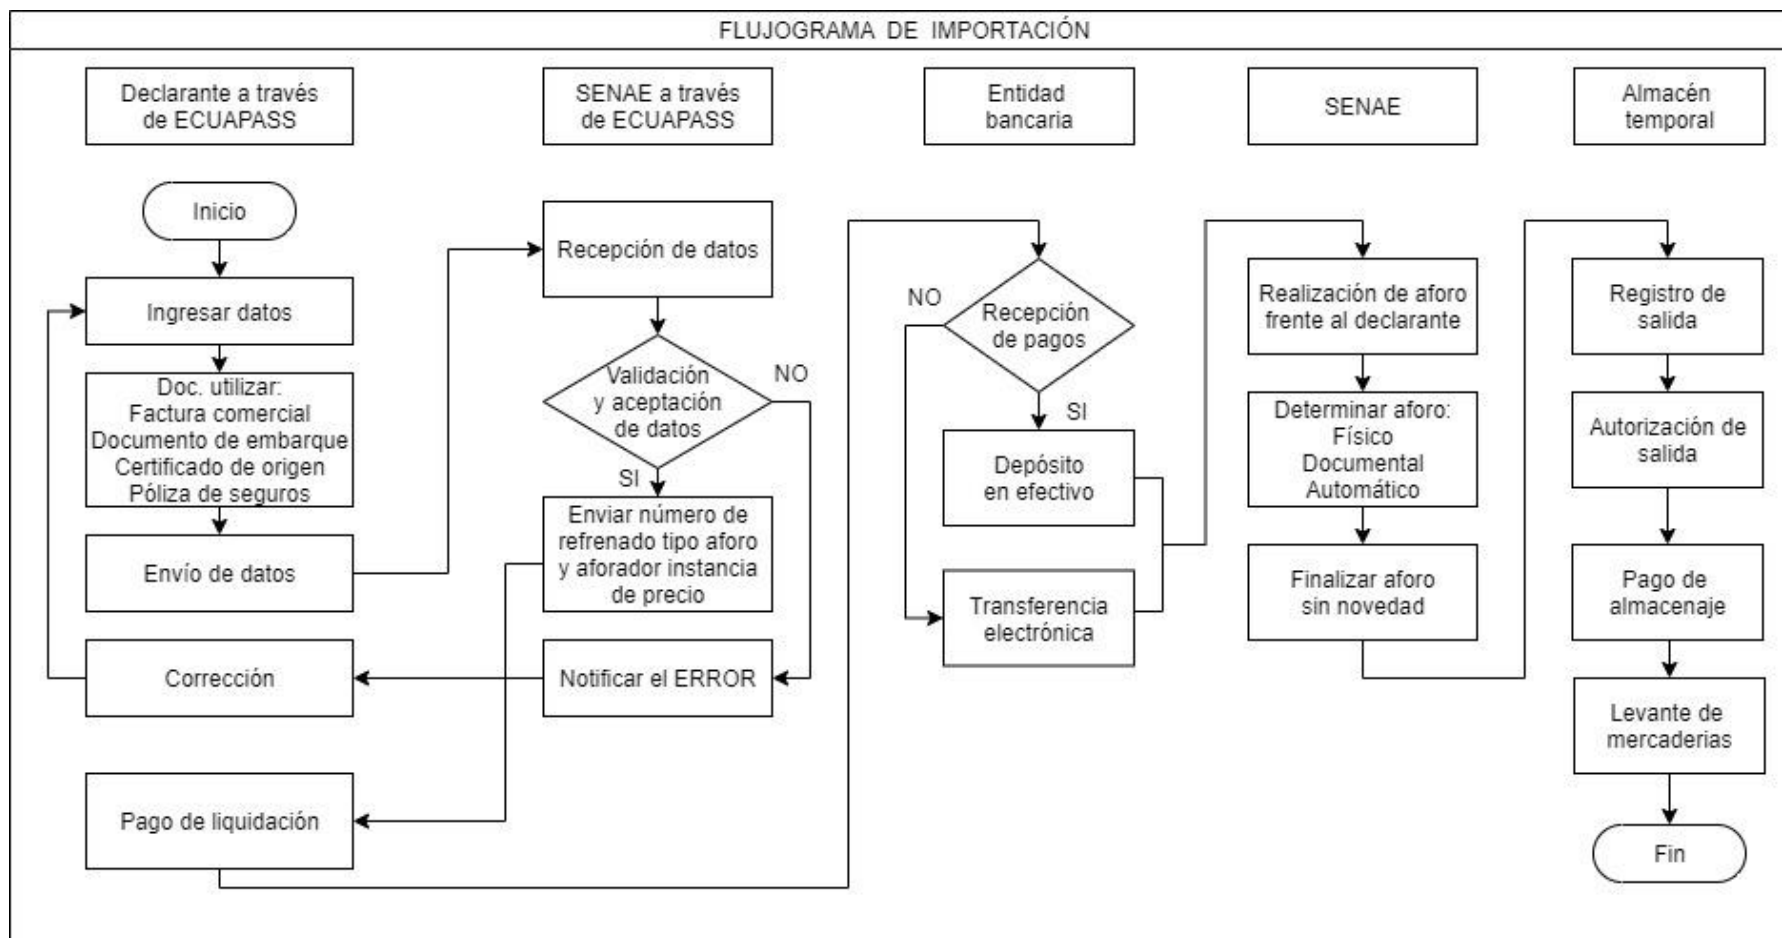 FLUJOGRAMA DE IMPORTACIÓN
Declarante a través
de ECUAPASS
SENAE a través
de ECUAPASS
Entidad
bancaria
SENAE
Almacén
temporal
Inicio
Ingresar datos
Doc. utilizar:
Factura comercial
Documento de embarque
Certificado de origen
Póliza de seguros
Envío de datos
Corrección
Pago de liquidación
Recepción de datos
Validación
y aceptación
de datos
NO
SI
Enviar número de
refrenado tipo aforo
y aforador instancia
de precio
Notificar el ERROR
NO
Recepción
de pagos
SI
Depósito
en efectivo
Transferencia
electrónica
Realización de aforo
frente al declarante
Determinar aforo:
Físico
Documental
Automático
Finalizar aforo
sin novedad
Registro de
salida
Autorización de
salida
Pago de
almacenaje
Levante de
mercaderias
Fin